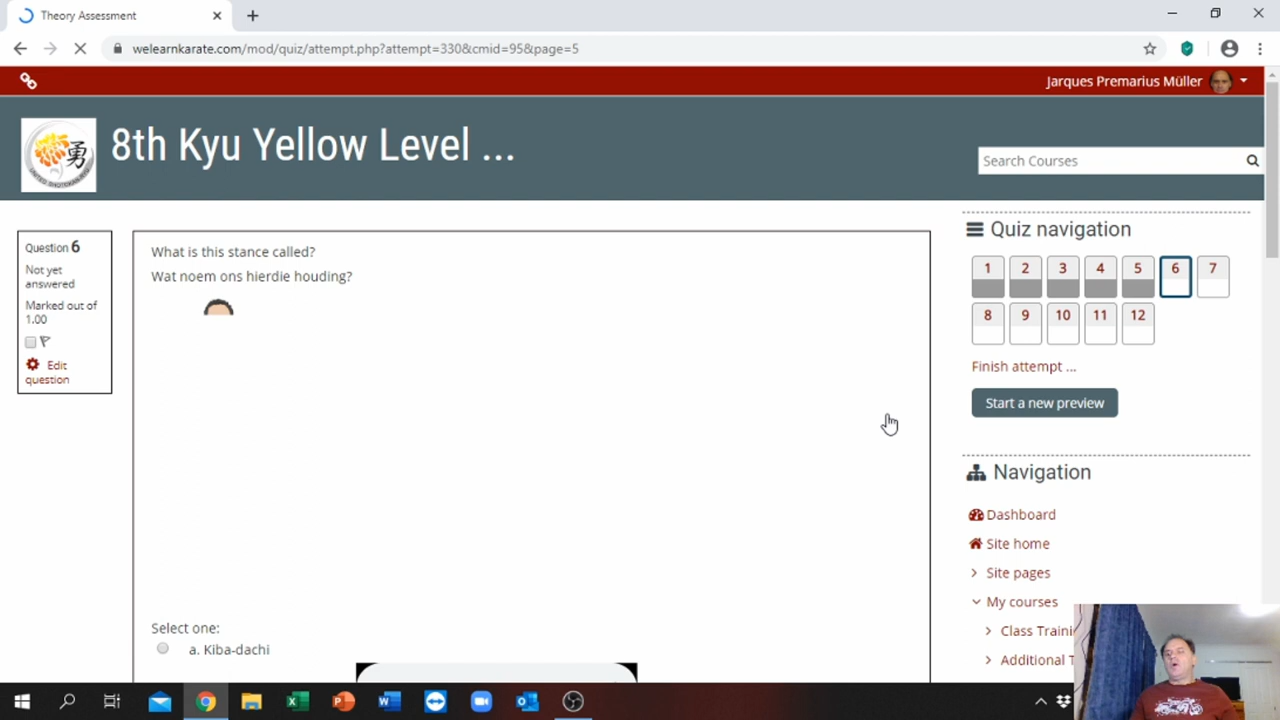 Theory Assessment
welearnkarate.com/mod/quiz/attempt.php?attempt=330&cmid=95&page=5
Jarques Premarius Müller
8th Kyu Yellow Level ...
Search Courses
Question 6
Not yet
answered
Marked out of
1.00
Edit
question
What is this stance called?
Wat noem ons hierdie houding?
Select one:
a. Kiba-dachi
Quiz navigation
1 2 3 4 5 6 7
8 9 10 11 12
Finish attempt ...
Start a new preview
Navigation
Dashboard
Site home
Site pages
My courses
Class Traini
Additional T